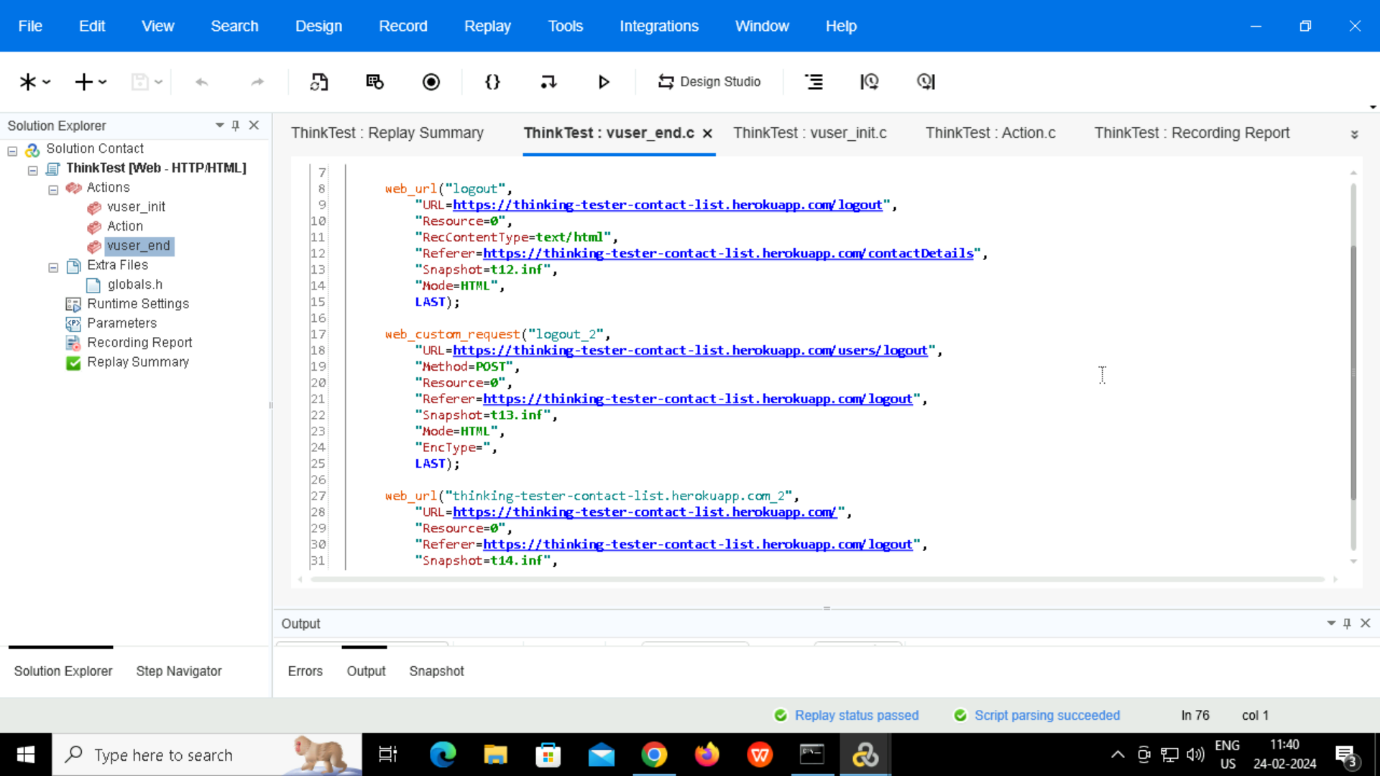 File Edit View Search Design Record Replay Tools Integrations Window Help
Design Studio
Solution Explorer
Solution Contact
ThinkTest [Web - HTTP/HTML]
Actions
vuser_init
Action
vuser_end
Extra Files
globals.h
Runtime Settings
Parameters
Recording Report
Replay Summary
Solution Explorer Step Navigator
ThinkTest : Replay Summary ThinkTest : vuser_end.c ThinkTest : vuser_init.c ThinkTest : Action.c ThinkTest : Recording Report
7
8 web_url("logout",
9 "URL=https://thinking-tester-contact-list.herokuapp.com/logout",
10 "Resource=0",
11 "RecContentType=text/html",
12 "Referer=https://thinking-tester-contact-list.herokuapp.com/contactDetails",
13 "Snapshot=t12.inf",
14 "Mode=HTML",
15 LAST);
16
17 web_custom_request("logout_2",
18 "URL=https://thinking-tester-contact-list.herokuapp.com/users/logout",
19 "Method=POST",
20 "Resource=0",
21 "Referer=https://thinking-tester-contact-list.herokuapp.com/logout",
22 "Snapshot=t13.inf",
23 "Mode=HTML",
24 "EncType=",
25 LAST);
26
27 web_url("thinking-tester-contact-list.herokuapp.com_2",
28 "URL=https://thinking-tester-contact-list.herokuapp.com/",
29 "Resource=0",
30 "Referer=https://thinking-tester-contact-list.herokuapp.com/logout",
31 "Snapshot=t14.inf",
Output
Errors Output Snapshot
Replay status passed Script parsing succeeded ln 76 col 1
Type here to search
ENG
US
11:40
24-02-2024
3